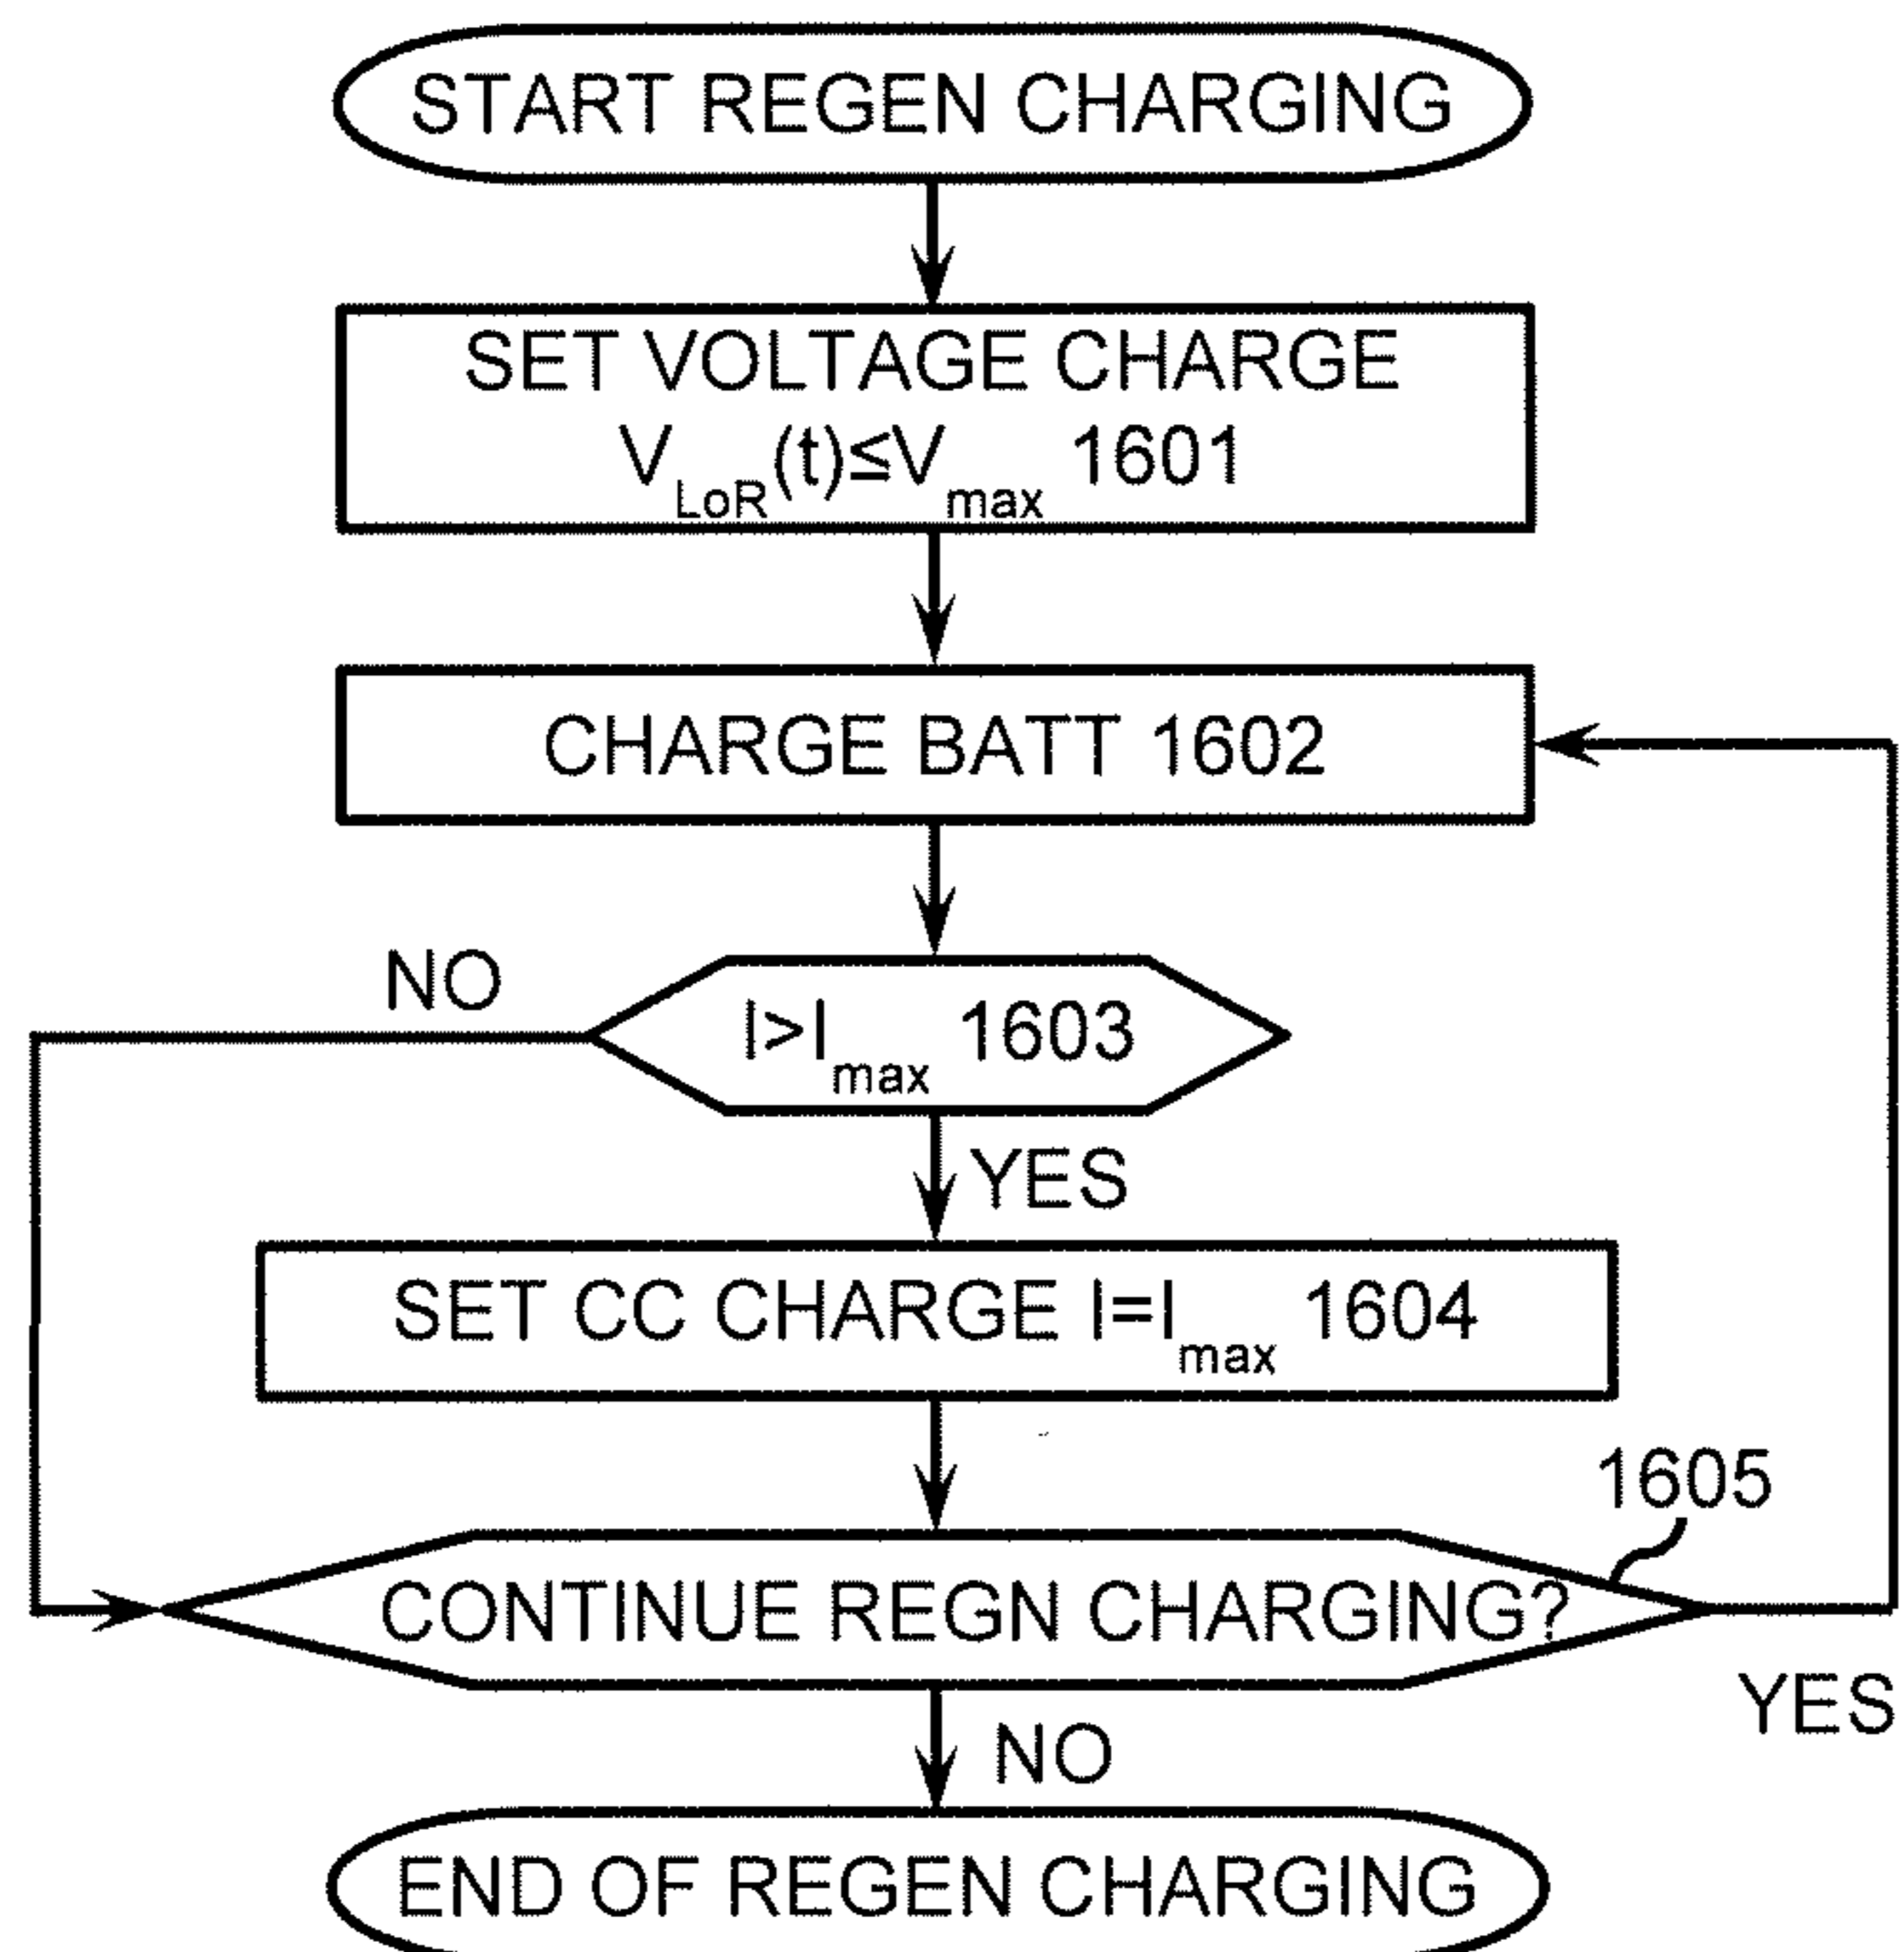 START REGEN CHARGING
SET VOLTAGE CHARGE
V_LoR(t)≤V_max 1601
CHARGE BATT 1602
NO
I>I_max 1603
YES
SET CC CHARGE I=I_max 1604
1605
CONTINUE REGN CHARGING?
YES
NO
END OF REGEN CHARGING